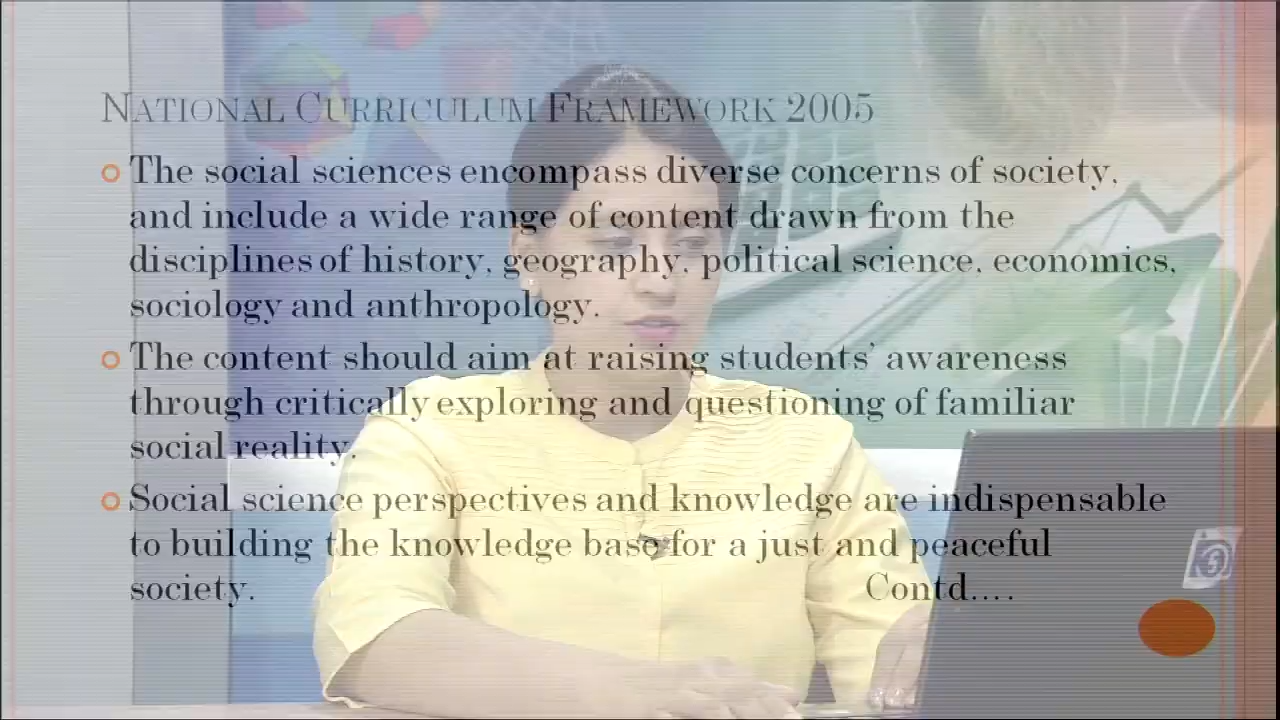 NATIONAL CURRICULUM FRAMEWORK 2005
The social sciences encompass diverse concerns of society,
and include a wide range of content drawn from the
disciplines of history, geography, political science, economics,
sociology and anthropology.
The content should aim at raising students' awareness
through critically exploring and questioning of familiar
social reality.
Social science perspectives and knowledge are indispensable
to building the knowledge base for a just and peaceful
society. Contd....